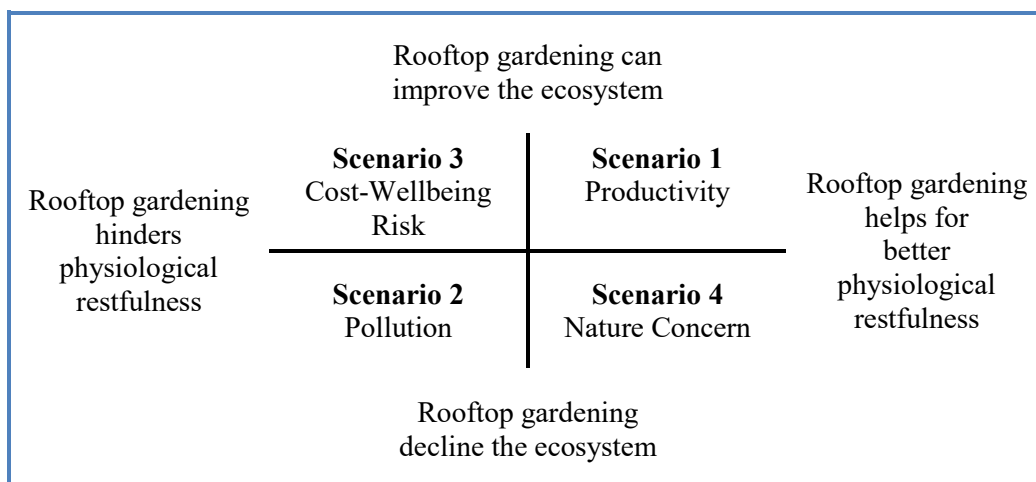 Rooftop gardening can
improve the ecosystem
Rooftop gardening
hinders
physiological
restfulness
Scenario 3
Cost-Wellbeing
Risk
Scenario 1
Productivity
Rooftop gardening
helps for
better
physiological
restfulness
Scenario 2
Pollution
Scenario 4
Nature Concern
Rooftop gardening
decline the ecosystem